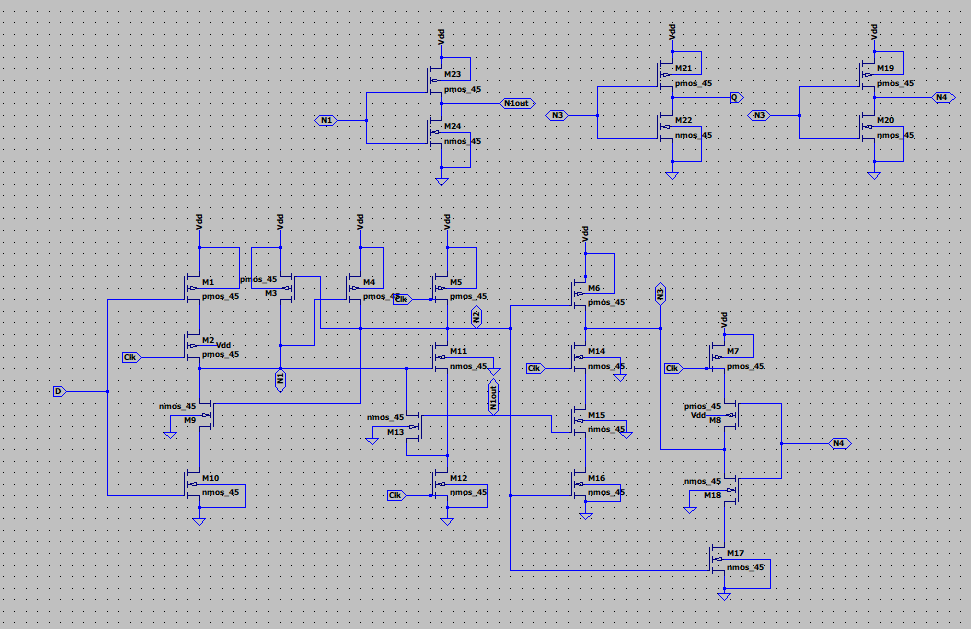 Vdd
M23
pmos_45
N1
N1out
M24
nmos_45
Vdd
M21
pmos_45
N3
Q
M22
nmos_45
Vdd
M19
pmos_45
N3
N4
M20
nmos_45
Vdd
Vdd
Vdd
Vdd
Vdd
M1
pmos_45
pmos_45
M3
M4
pmos_45
Clk
M5
pmos_45
M6
pmos_45
N3
N2
Vdd
M2
Vdd
pmos_45
Clk
M11
nmos_45
Clk
M14
nmos_45
Clk
M7
pmos_45
D
N1
N1out
nmos_45
M9
nmos_45
M13
M15
nmos_45
pmos_45
Vdd
M8
N4
M10
nmos_45
Clk
M12
nmos_45
M16
nmos_45
nmos_45
M18
M17
nmos_45